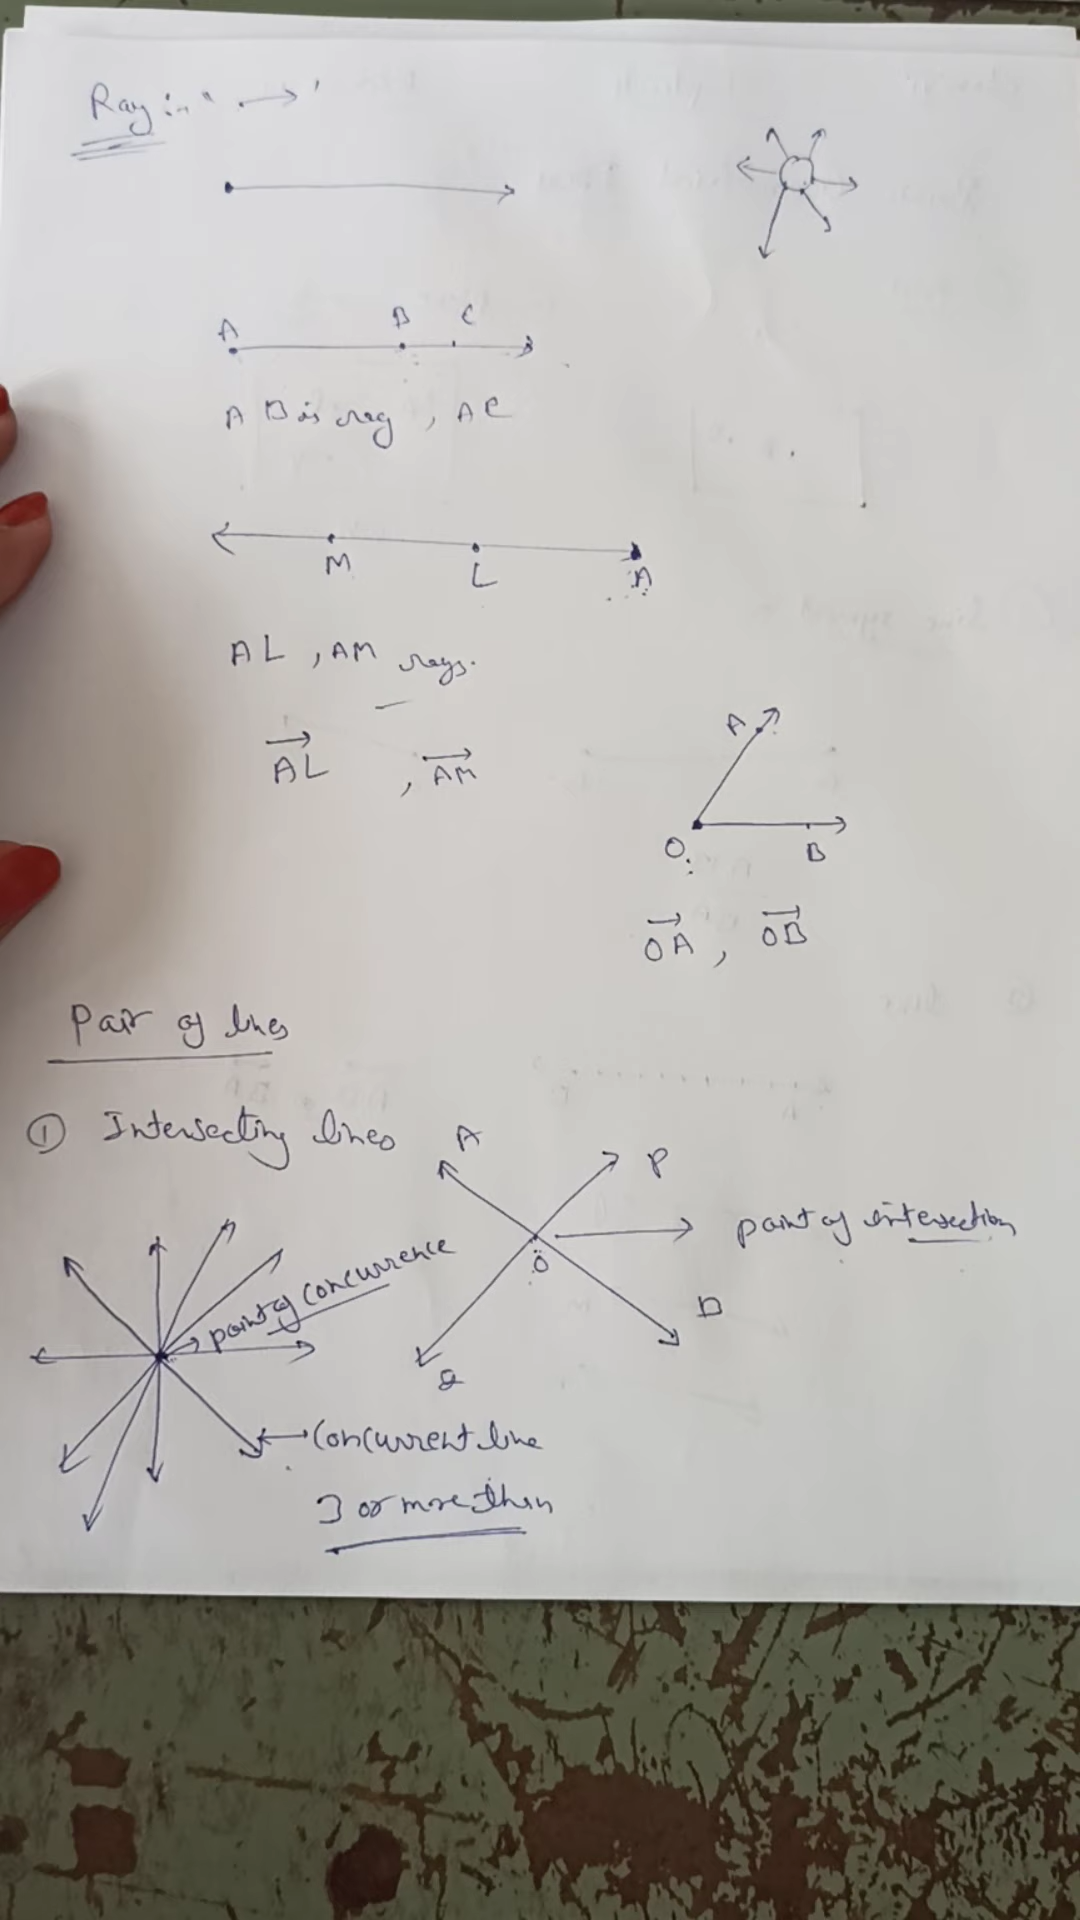 Ray :- " → '
A B C
A B is ray , AC
M L A
AL , AM rays.
AL , AM
A
O B
OA , OB
Pair of lines
① Intersecting lines
A P
point of intersection
O
point of concurrence
D
Q
Concurrent line
3 or more than